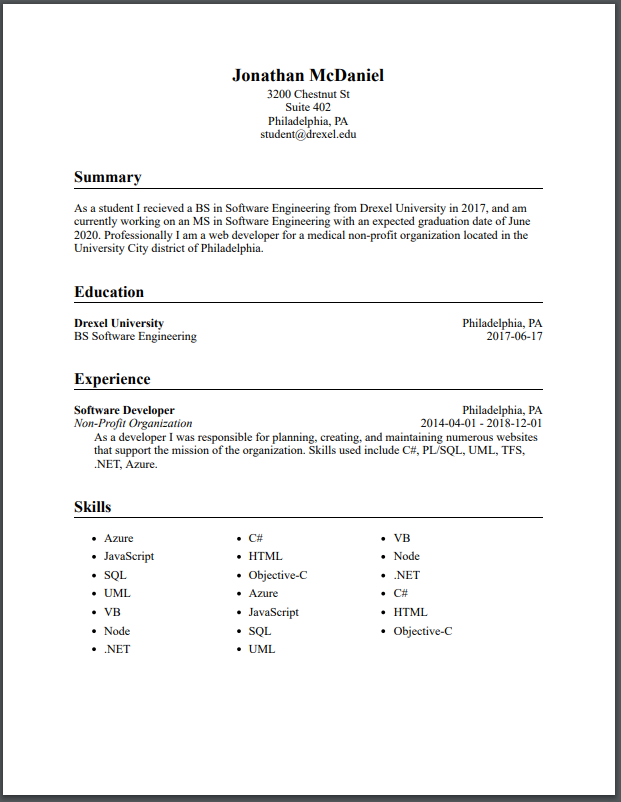 Jonathan McDaniel
3200 Chestnut St
Suite 402
Philadelphia, PA
student@drexel.edu
Summary
As a student I recieved a BS in Software Engineering from Drexel University in 2017, and am
currently working on an MS in Software Engineering with an expected graduation date of June
2020. Professionally I am a web developer for a medical non-profit organization located in the
University City district of Philadelphia.
Education
Drexel University Philadelphia, PA
BS Software Engineering 2017-06-17
Experience
Software Developer Philadelphia, PA
Non-Profit Organization 2014-04-01 - 2018-12-01
As a developer I was responsible for planning, creating, and maintaining numerous websites
that support the mission of the organization. Skills used include C#, PL/SQL, UML, TFS,
.NET, Azure.
Skills
• Azure • C# • VB
• JavaScript • HTML • Node
• SQL • Objective-C • .NET
• UML • Azure • C#
• VB • JavaScript • HTML
• Node • SQL • Objective-C
• .NET • UML